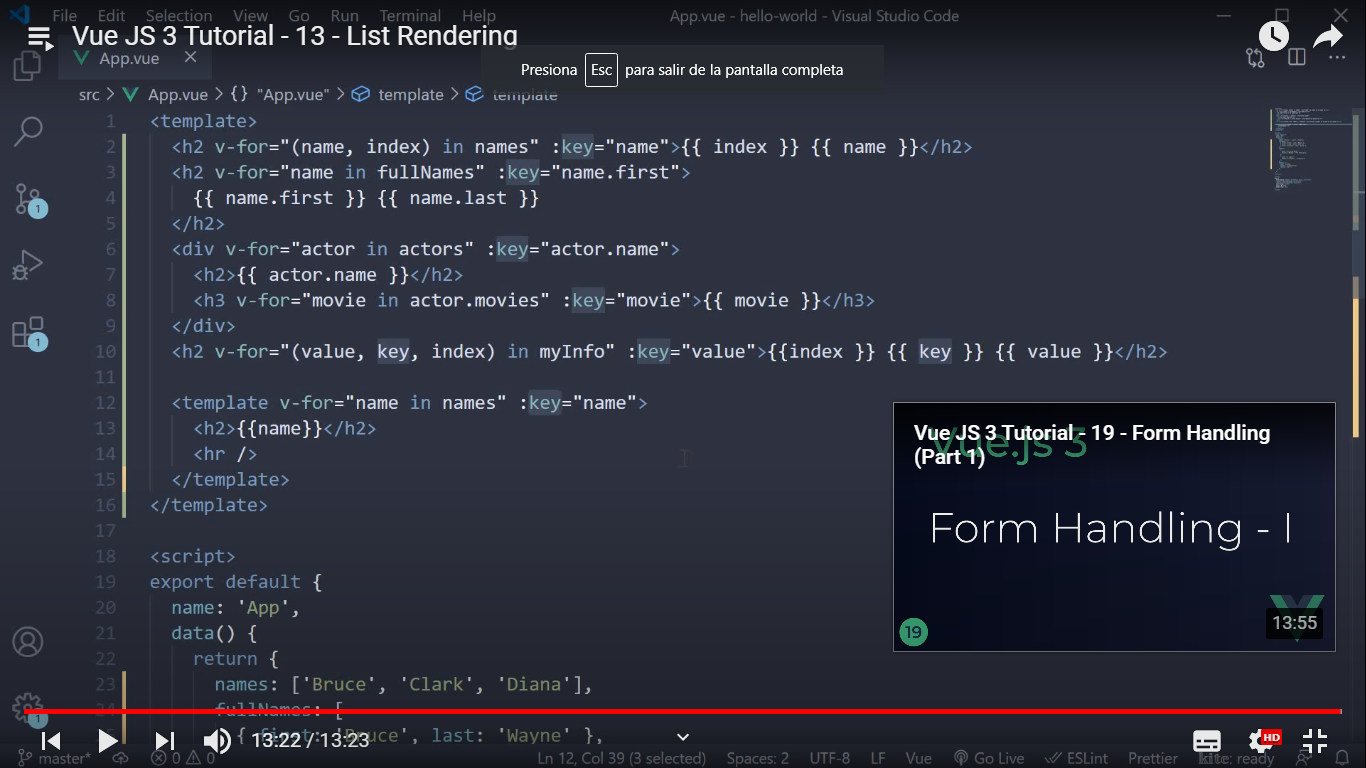 File Edit Selection View Go Run Terminal Help
App.vue - hello-world - Visual Studio Code
Vue JS 3 Tutorial - 13 - List Rendering
App.vue
Presiona Esc para salir de la pantalla completa
src > App.vue > {} "App.vue" > template > template
1 <template>
2 <h2 v-for="(name, index) in names" :key="name">{{ index }} {{ name }}</h2>
3 <h2 v-for="name in fullNames" :key="name.first">
4 {{ name.first }} {{ name.last }}
5 </h2>
6 <div v-for="actor in actors" :key="actor.name">
7 <h2>{{ actor.name }}</h2>
8 <h3 v-for="movie in actor.movies" :key="movie">{{ movie }}</h3>
9 </div>
10 <h2 v-for="(value, key, index) in myInfo" :key="value">{{index }} {{ key }} {{ value }}</h2>
11
12 <template v-for="name in names" :key="name">
13 <h2>{{name}}</h2>
14 <hr />
15 </template>
16 </template>
17
18 <script>
19 export default {
20 name: 'App',
21 data() {
22 return {
23 names: ['Bruce', 'Clark', 'Diana'],
24 fullNames: [
{ first: 'Bruce', last: 'Wayne' },
1
1
1
Vue.js 3
Vue JS 3 Tutorial - 19 - Form Handling
(Part 1)
Form Handling - I
19
13:55
13:22 / 13:23
HD
master* 0 0
Ln 12, Col 39 (3 selected) Spaces: 2 UTF-8 LF Vue Go Live ESLint Prettier kite: ready